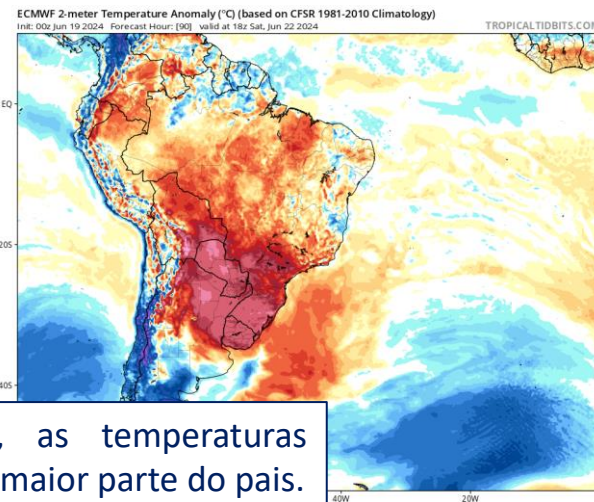 ECMWF 2-meter Temperature Anomaly (°C) (based on CFSR 1981-2010 Climatology)
Init: 00z Jun 19 2024 Forecast Hour: [90] valid at 18z Sat, Jun 22 2024 TROPICALTIDBITS.COM
EQ
20S
40S
, as temperaturas
maior parte do pais.
40W 20W